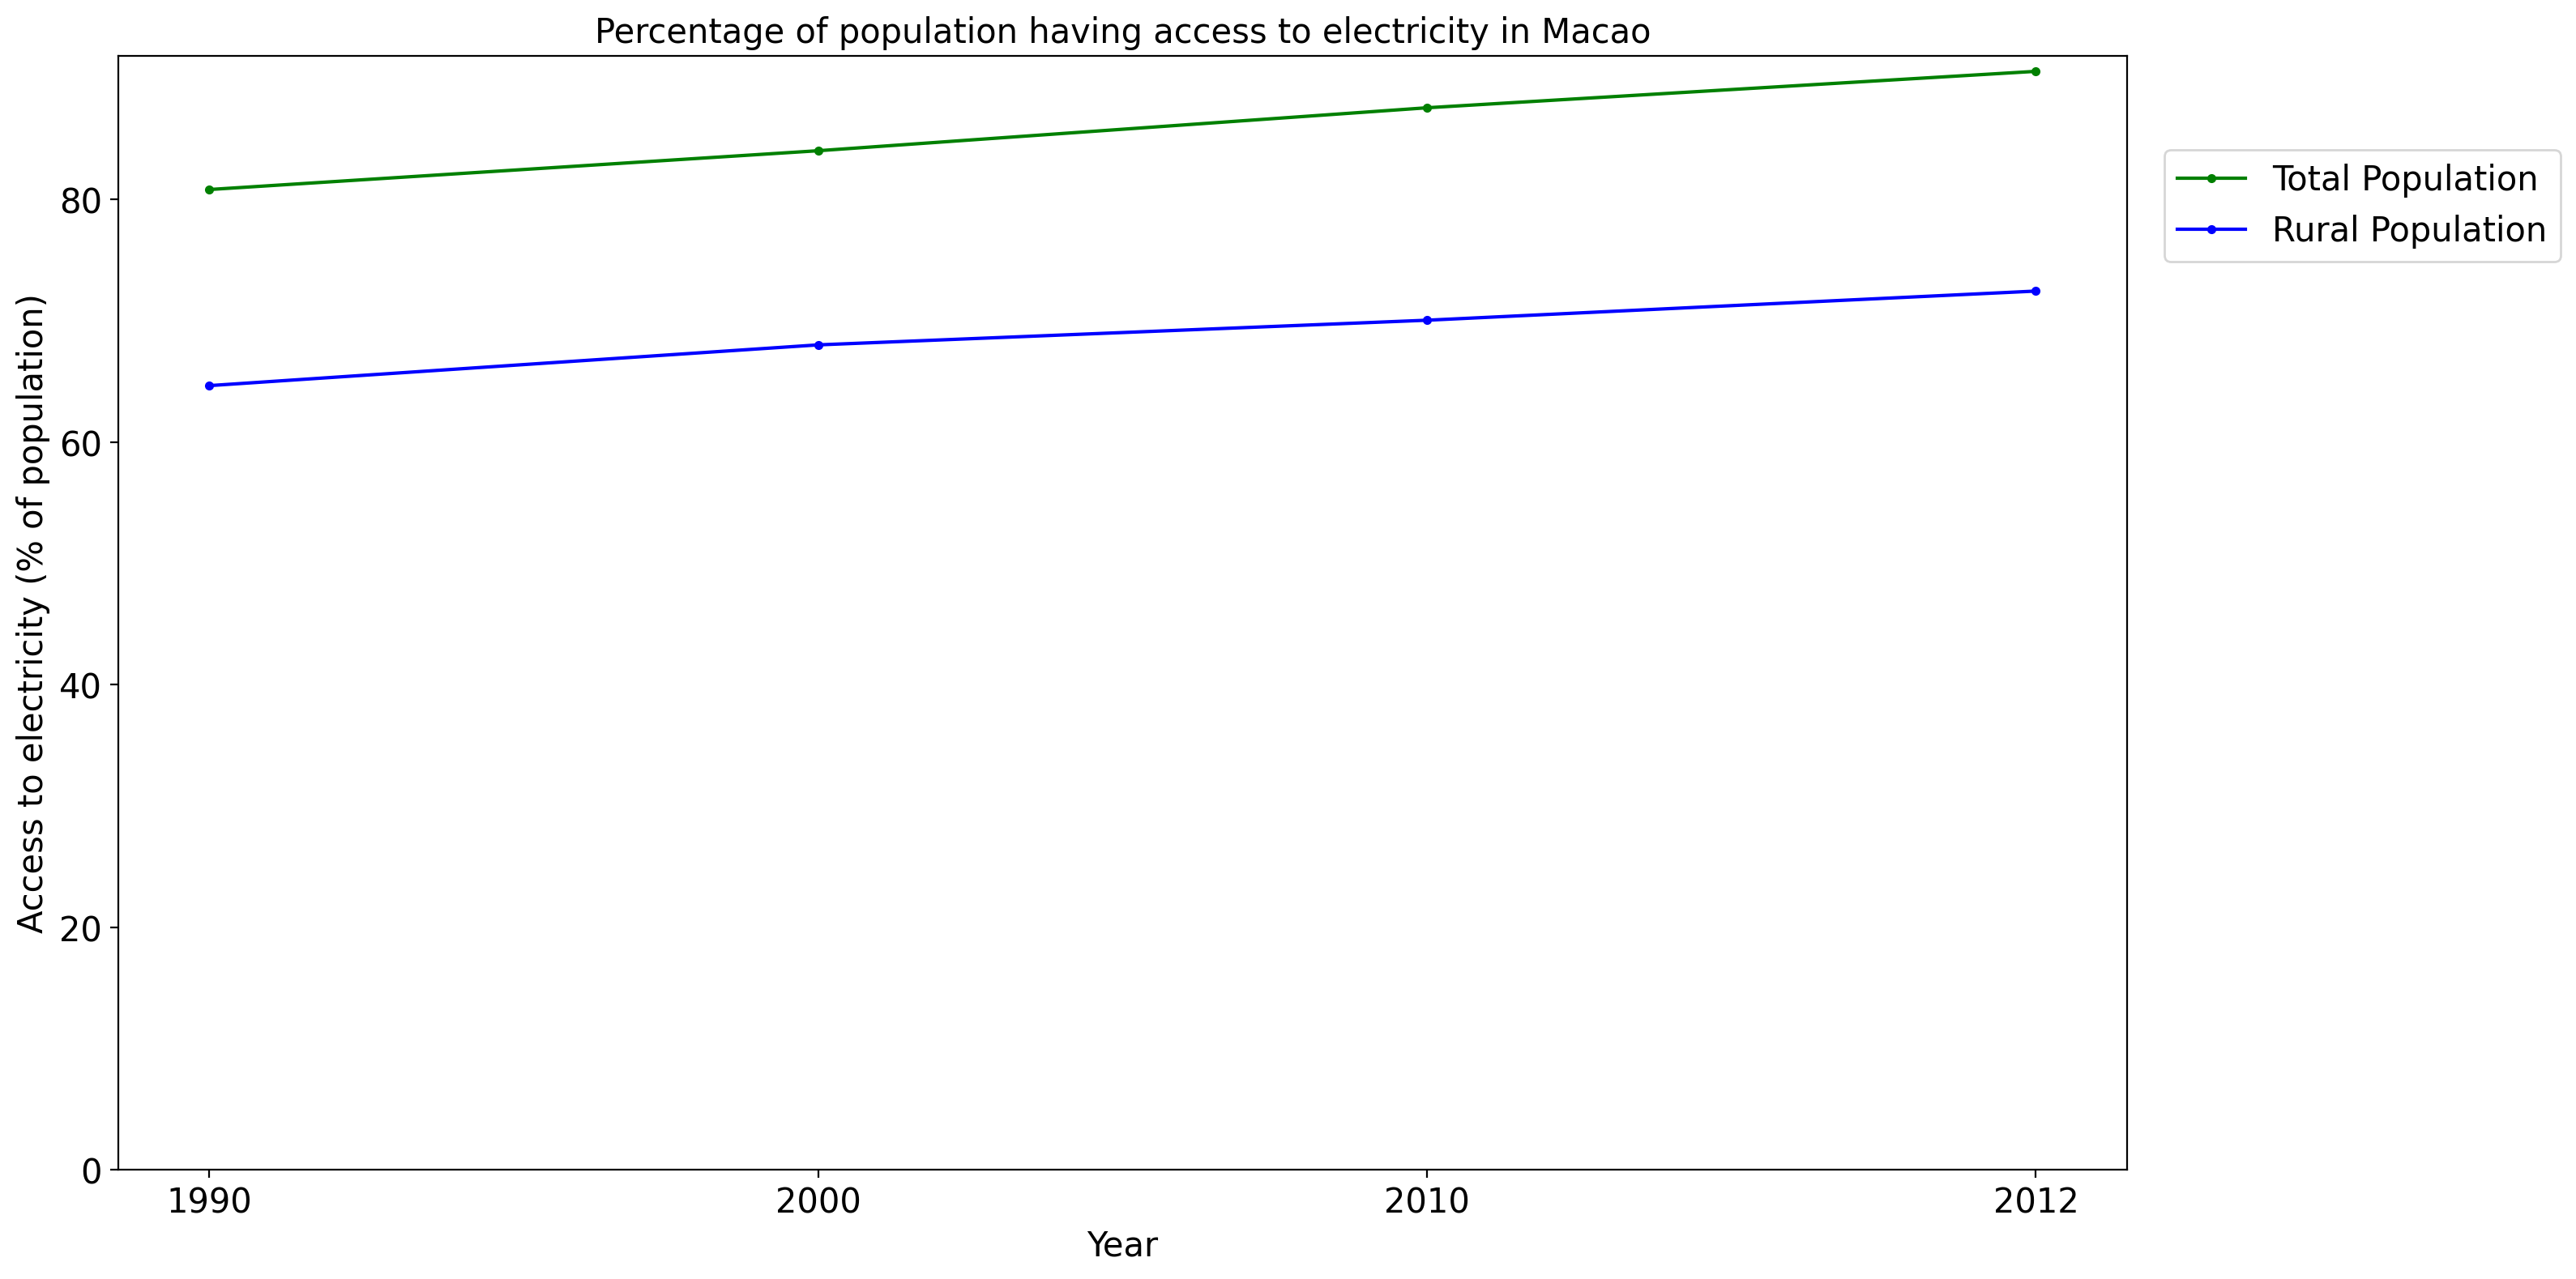 Percentage of population having access to electricity in Macao
Access to electricity (% of population)
80
60
40
20
0
1990
2000
2010
2012
Year
Total Population
Rural Population